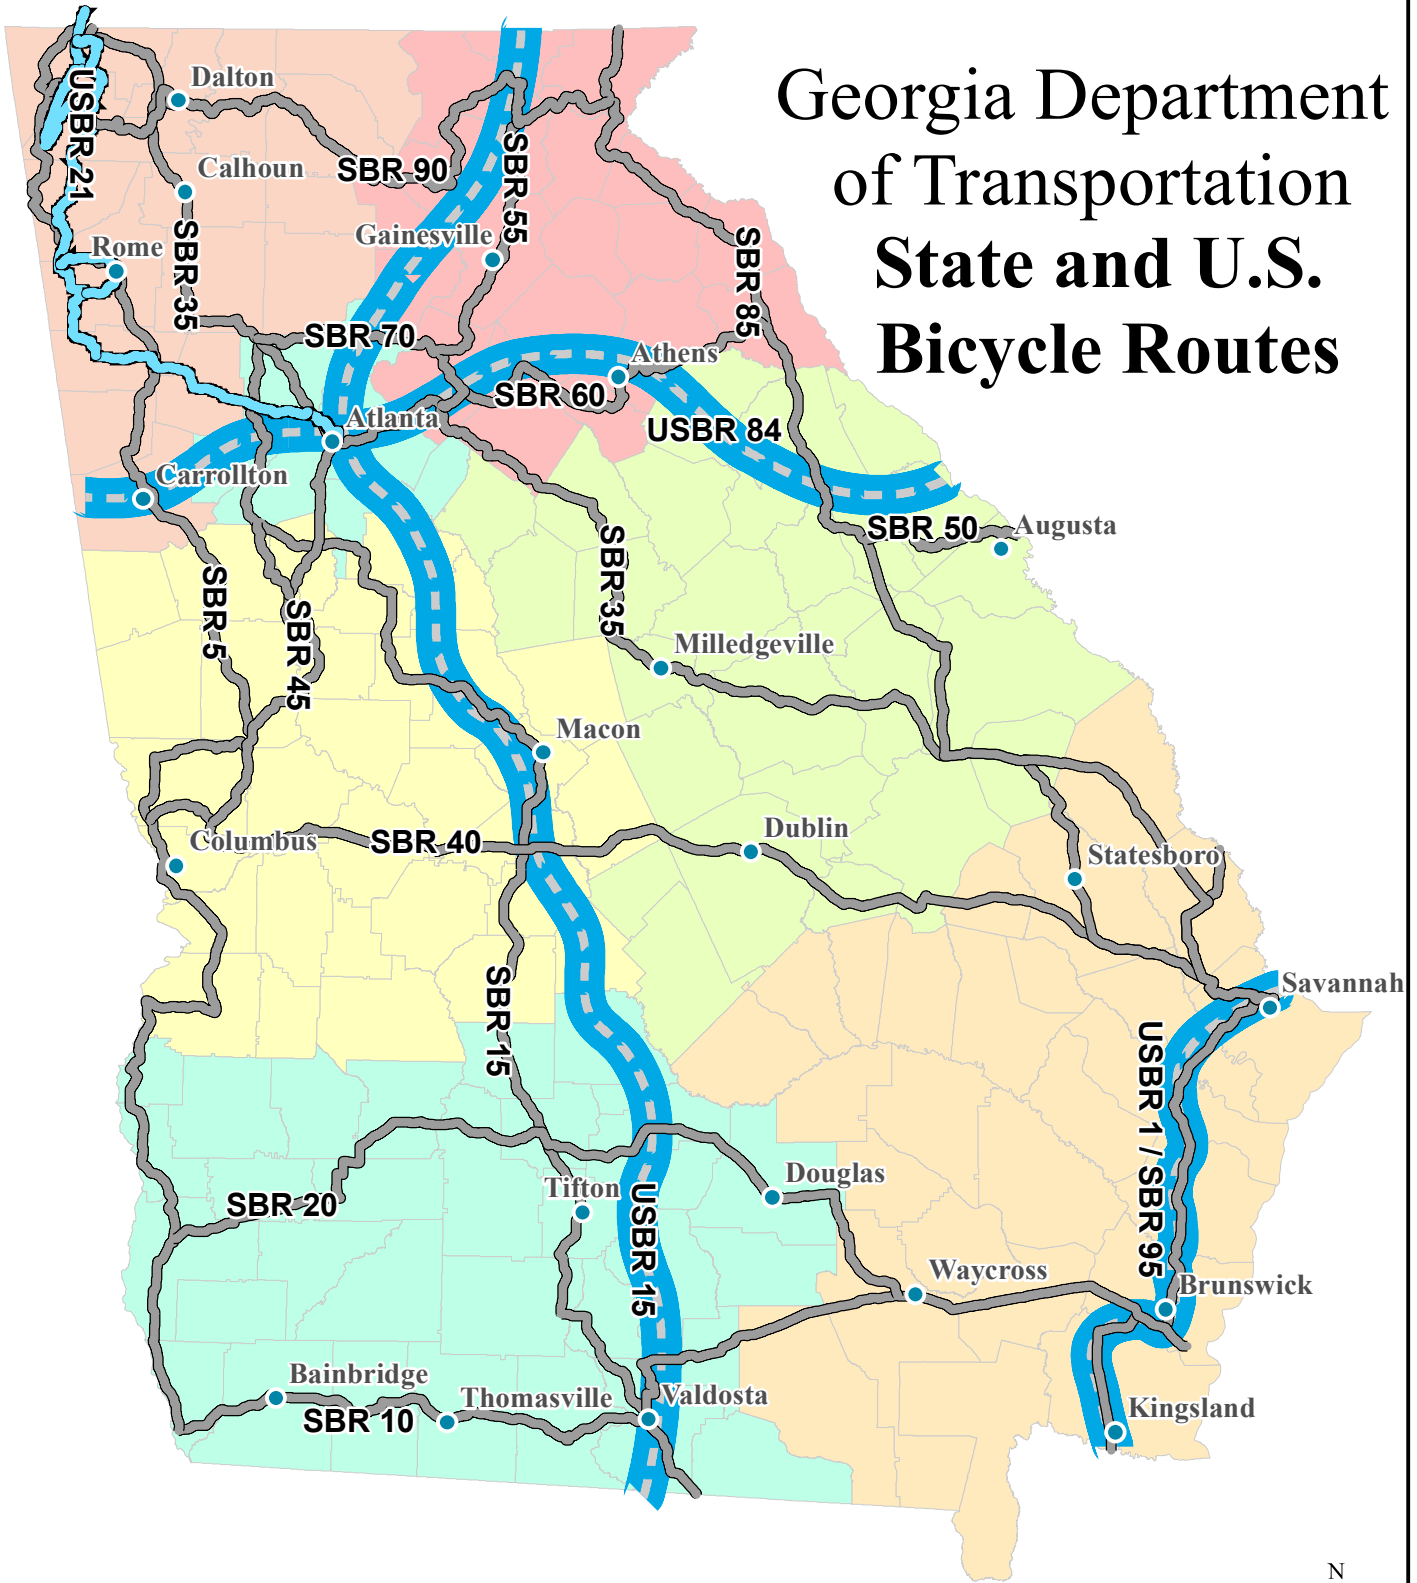 Georgia Department
of Transportation
State and U.S.
Bicycle Routes
USBR 21
Dalton
Calhoun
SBR 90
SBR 55
Gainesville
Rome
SBR 35
SBR 85
SBR 70
Athens
SBR 60
Atlanta
USBR 84
Carrollton
SBR 50
Augusta
SBR 35
SBR 5
SBR 45
Milledgeville
Macon
Columbus
SBR 40
Dublin
Statesboro
SBR 15
Savannah
USBR 1 / SBR 95
Tifton
Douglas
SBR 20
USBR 15
Waycross
Brunswick
Bainbridge
SBR 10
Thomasville
Valdosta
Kingsland
N